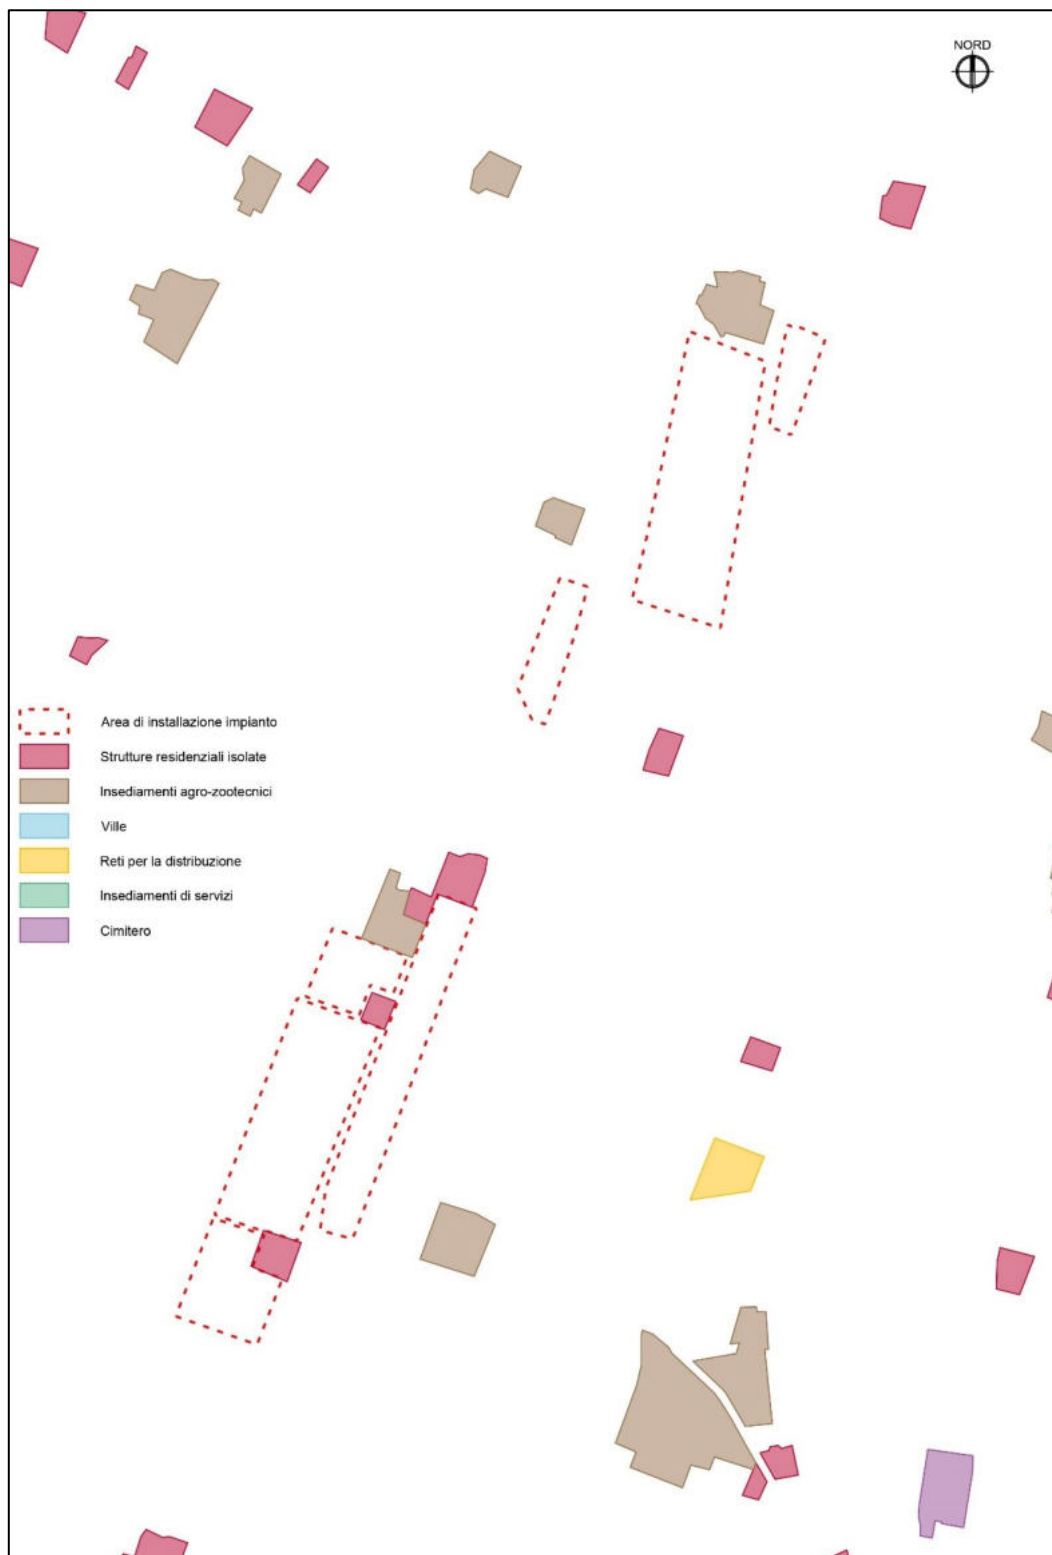 NORD
Area di installazione impianto
Strutture residenziali isolate
Insediamenti agro-zootecnici
Ville
Reti per la distribuzione
Insediamenti di servizi
Cimitero